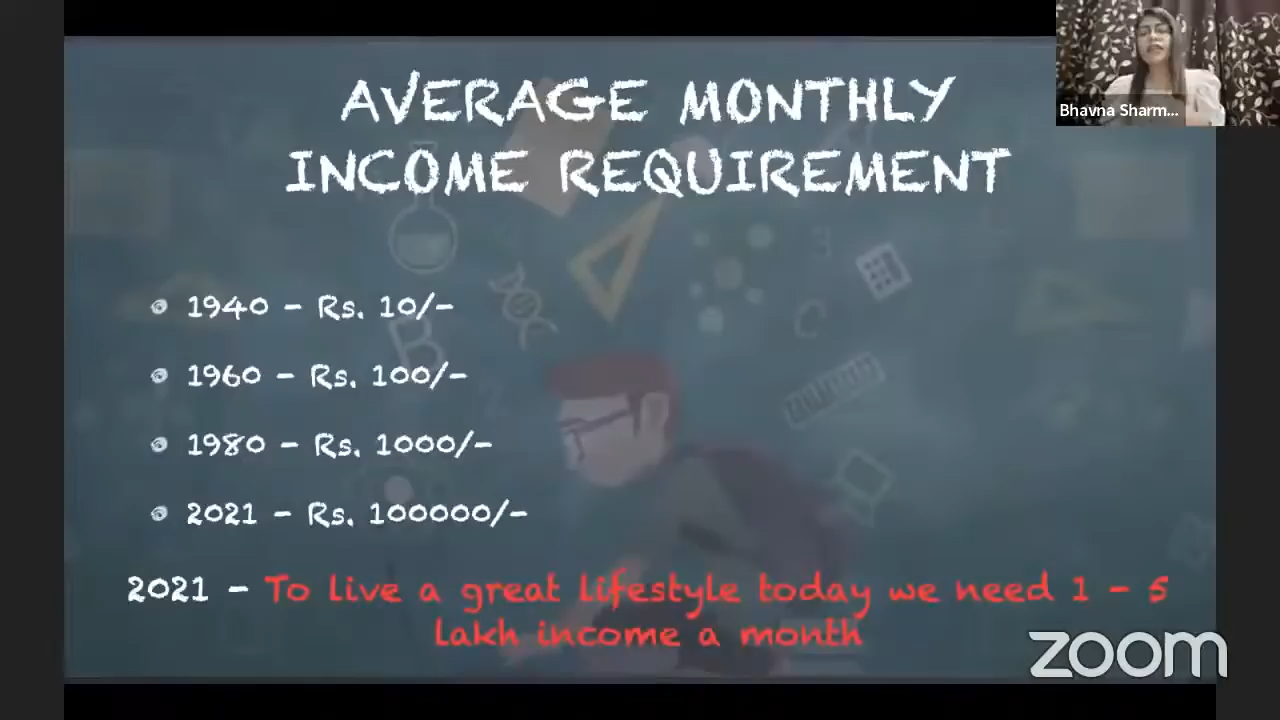 AVERAGE MONTHLY
INCOME REQUIREMENT
Bhavna Sharm...
1940 - Rs. 10/-
1960 - Rs. 100/-
1980 - Rs. 1000/-
2021 - Rs. 100000/-
2021 - To live a great lifestyle today we need 1 - 5
lakh income a month
zoom